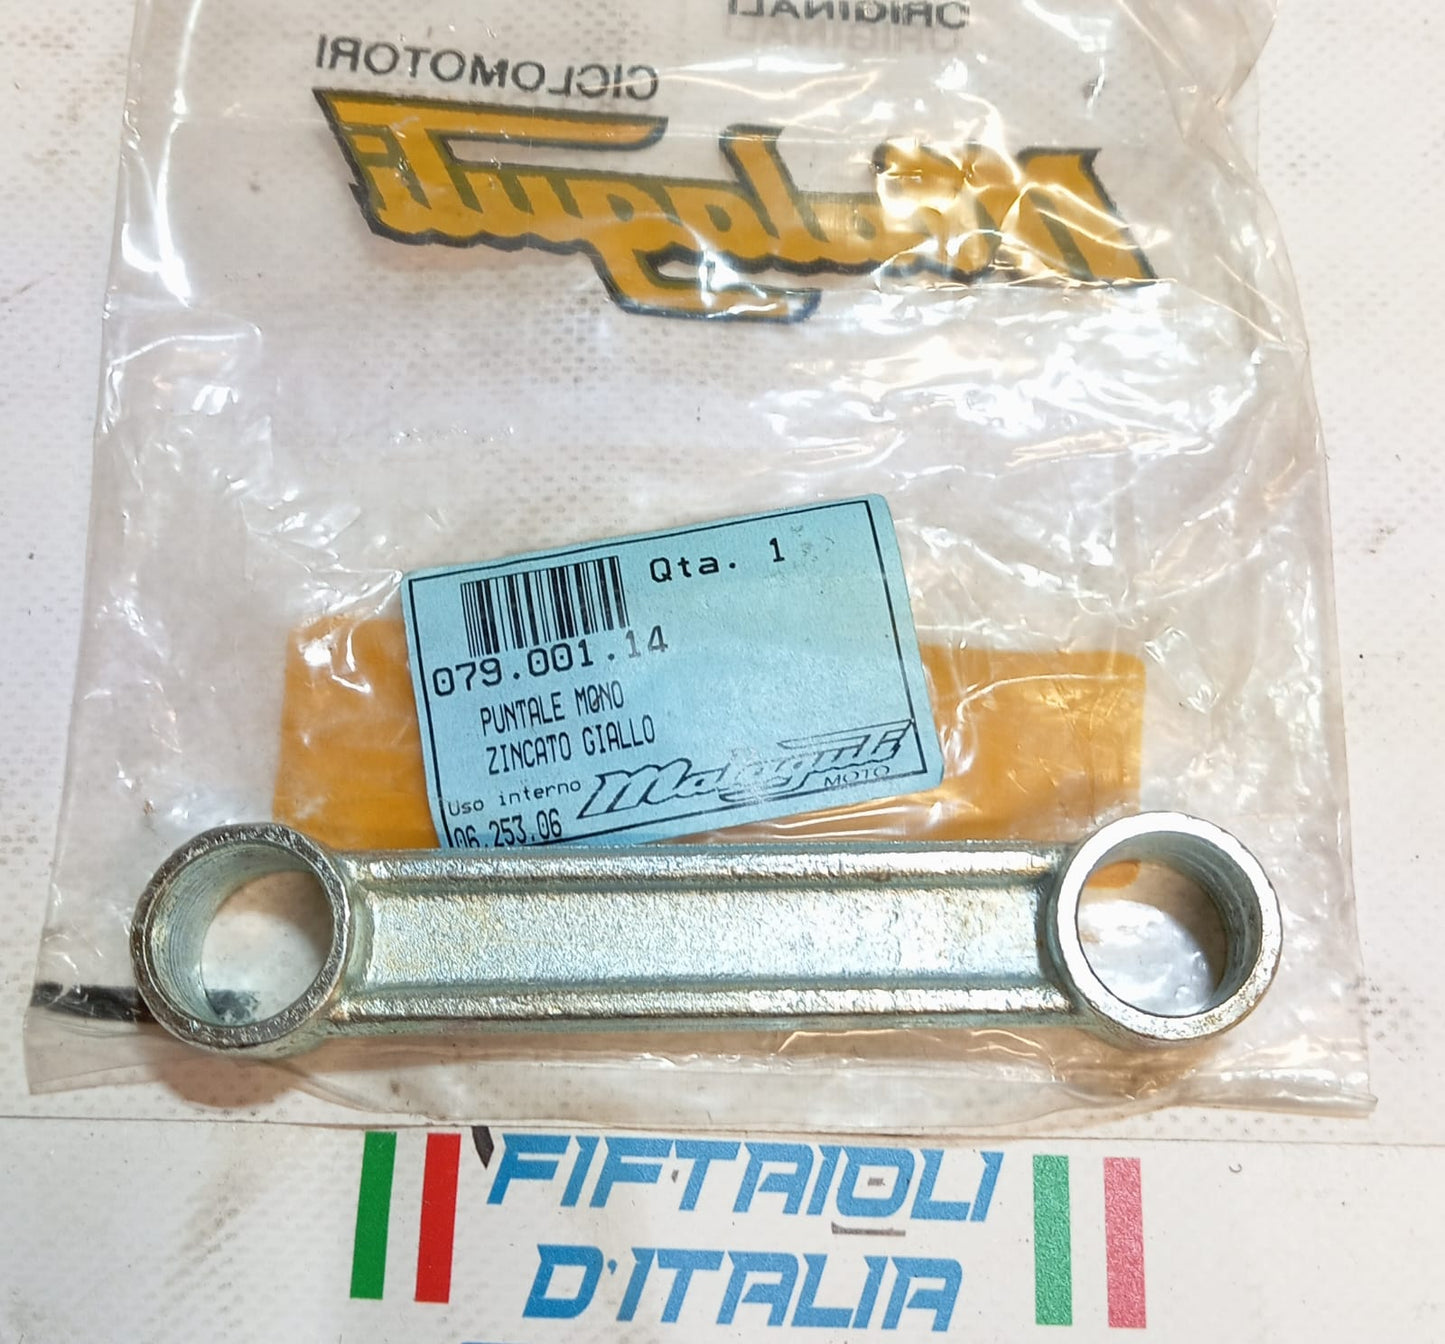 ORIGINALI
CICLOMOTORI
Malaguti
Qta. 1
079.001.14
PUNTALE MONO
ZINCATO GIALLO
Uso interno
Malaguti
MOTO
06.253.06
FIFTAIOLI
D'ITALIA